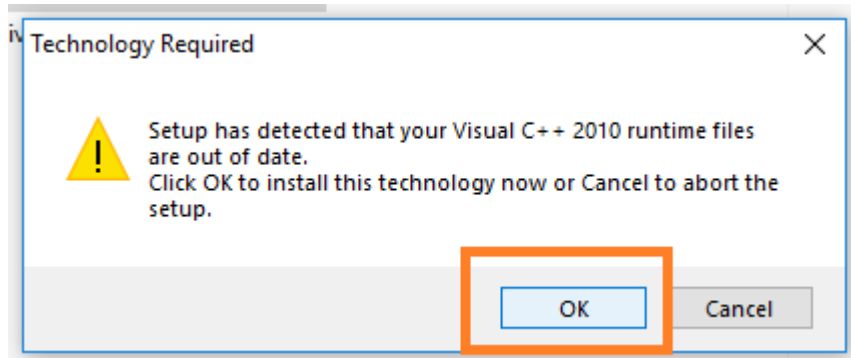 Technology Required
Setup has detected that your Visual C++ 2010 runtime files
are out of date.
Click OK to install this technology now or Cancel to abort the
setup.
OK
Cancel